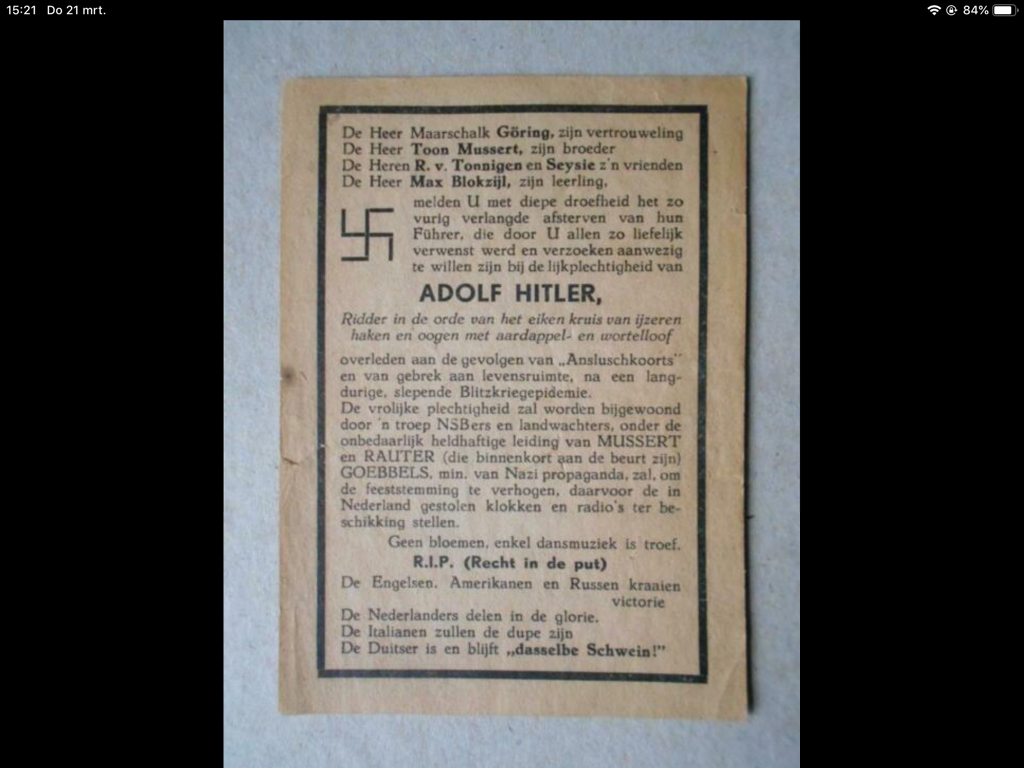 15:21 Do 21 mrt. 84%
De Heer Maarschalk Göring, zijn vertrouweling
De Heer Toon Mussert, zijn broeder
De Heren R. v. Tonnigen en Seysie z'n vrienden
De Heer Max Blokzijl, zijn leerling,
melden U met diepe droefheid het zo
vurig verlangde afsterven van hun
Führer, die door U allen zo liefelijk
verwenst werd en verzoeken aanwezig
te willen zijn bij de lijkplechtigheid van
ADOLF HITLER,
Ridder in de orde van het eiken kruis van ijzeren
haken en oogen met aardappel- en wortelloof
overleden aan de gevolgen van „Ansluschkoorts"
en van gebrek aan levensruimte, na een lang-
durige, slepende Blitzkriegepidemie.
De vrolijke plechtigheid zal worden bijgewoond
door 'n troep NSBers en landwachters, onder de
onbedaarlijk heldhaftige leiding van MUSSERT
en RAUTER (die binnenkort aan de beurt zijn)
GOEBBELS, min. van Nazi propaganda, zal, om
de feeststemming te verhogen, daarvoor de in
Nederland gestolen klokken en radio's ter be-
schikking stellen.
Geen bloemen, enkel dansmuziek is troef.
R.I.P. (Recht in de put)
De Engelsen, Amerikanen en Russen kraaien
victorie
De Nederlanders delen in de glorie.
De Italianen zullen de dupe zijn
De Duitser is en blijft „dasselbe Schwein!"